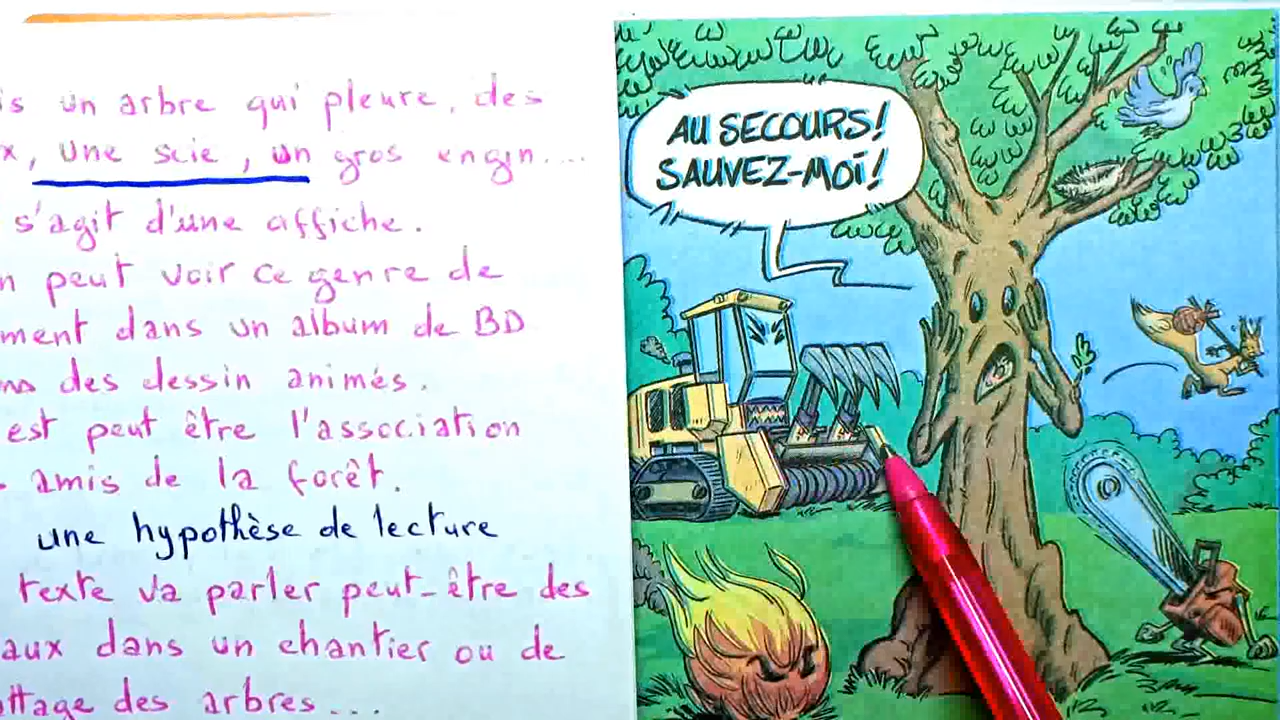 is un arbre qui pleure, des
x, une scie, un gros engin....
s'agit d'une affiche.
n peut voir ce genre de
ment dans un album de BD
ns des dessin animés.
est peut être l'association
amis de la forêt.
une hypothèse de lecture
texte va parler peut-être des
aux dans un chantier ou de
attage des arbres...
AU SECOURS!
SAUVEZ-MOI!